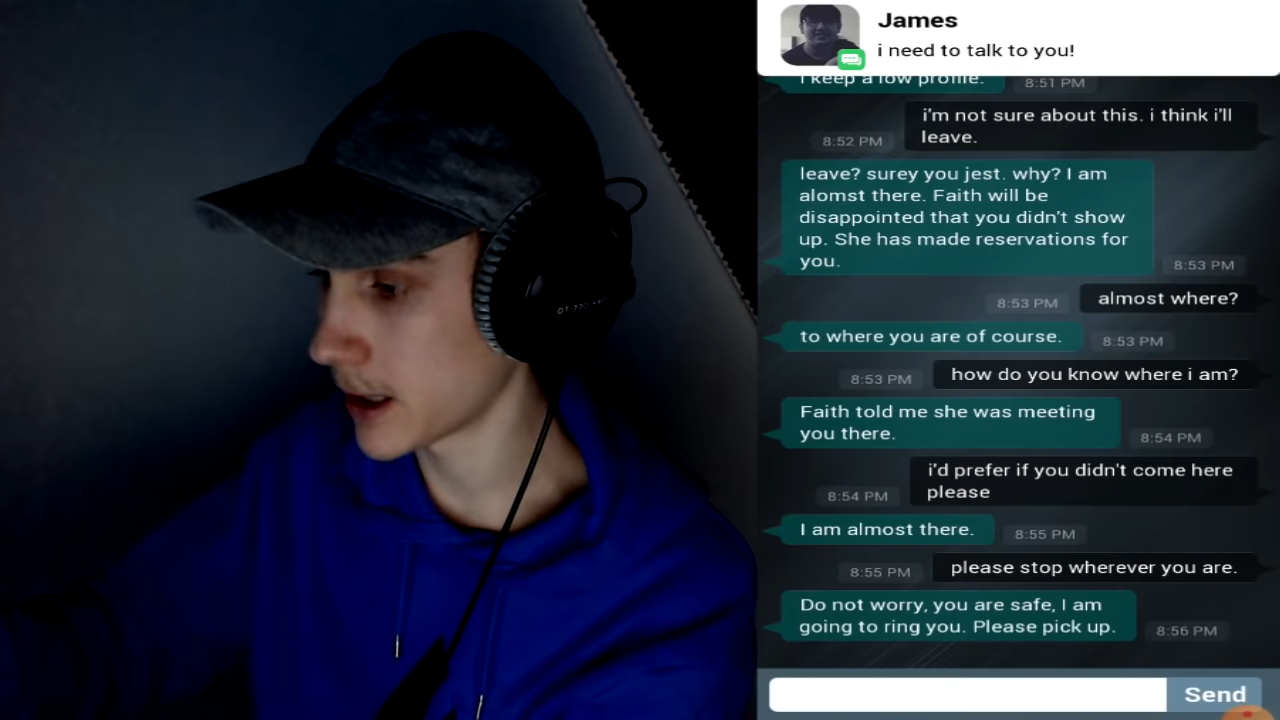 James
i need to talk to you!
I keep a low profile.
8:51 PM
i'm not sure about this. i think i'll
leave.
8:52 PM
leave? surey you jest. why? I am
alomst there. Faith will be
disappointed that you didn't show
up. She has made reservations for
you.
8:53 PM
almost where?
8:53 PM
to where you are of course.
8:53 PM
how do you know where i am?
8:53 PM
Faith told me she was meeting
you there.
8:54 PM
i'd prefer if you didn't come here
please
8:54 PM
I am almost there.
8:55 PM
please stop wherever you are.
8:55 PM
Do not worry, you are safe, I am
going to ring you. Please pick up.
8:56 PM
Send
DT 770